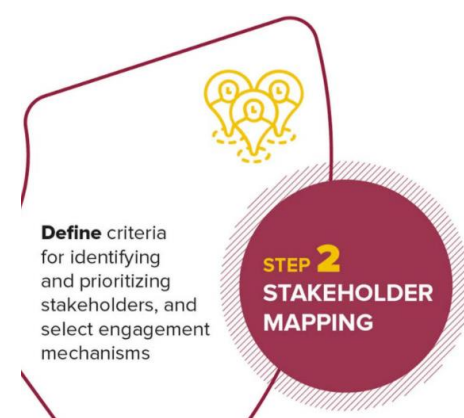 Define criteria
for identifying
and prioritizing
stakeholders, and
select engagement
mechanisms
STEP 2
STAKEHOLDER
MAPPING